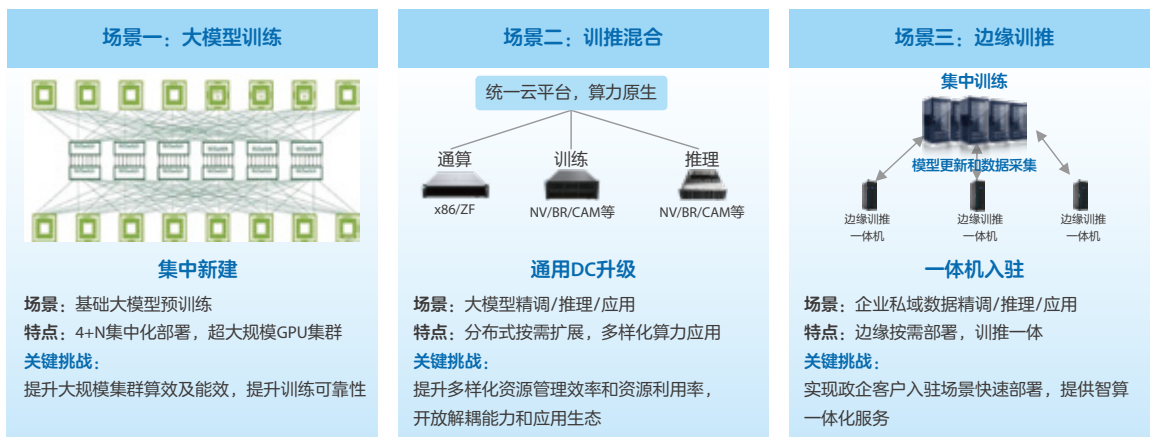 场景一：大模型训练
集中新建
场景：基础大模型预训练
特点：4+N集中化部署，超大规模GPU集群
关键挑战：
提升大规模集群算效及能效，提升训练可靠性
场景二：训推混合
统一云平台，算力原生
通算
训练
推理
x86/ZF
NV/BR/CAM等
NV/BR/CAM等
通用DC升级
场景：大模型精调/推理/应用
特点：分布式按需扩展，多样化算力应用
关键挑战：
提升多样化资源管理效率和资源利用率，
开放解耦能力和应用生态
场景三：边缘训推
集中训练
模型更新和数据采集
边缘训推
一体机
边缘训推
一体机
边缘训推
一体机
一体机入驻
场景：企业私域数据精调/推理/应用
特点：边缘按需部署，训推一体
关键挑战：
实现政企客户入驻场景快速部署，提供智算
一体化服务